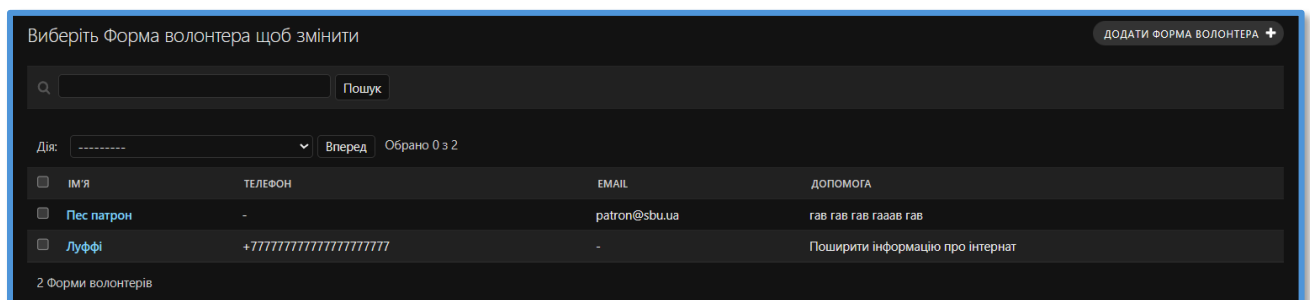 Виберіть Форма волонтера щоб змінити
ДОДАТИ ФОРМА ВОЛОНТЕРА +
Пошук
Дія: --------- Вперед Обрано 0 з 2
ІМ'Я ТЕЛЕФОН EMAIL ДОПОМОГА
Пес патрон - patron@sbu.ua гав гав гав гааав гав
Луффі +777777777777777777777 - Поширити інформацію про інтернат
2 Форми волонтерів